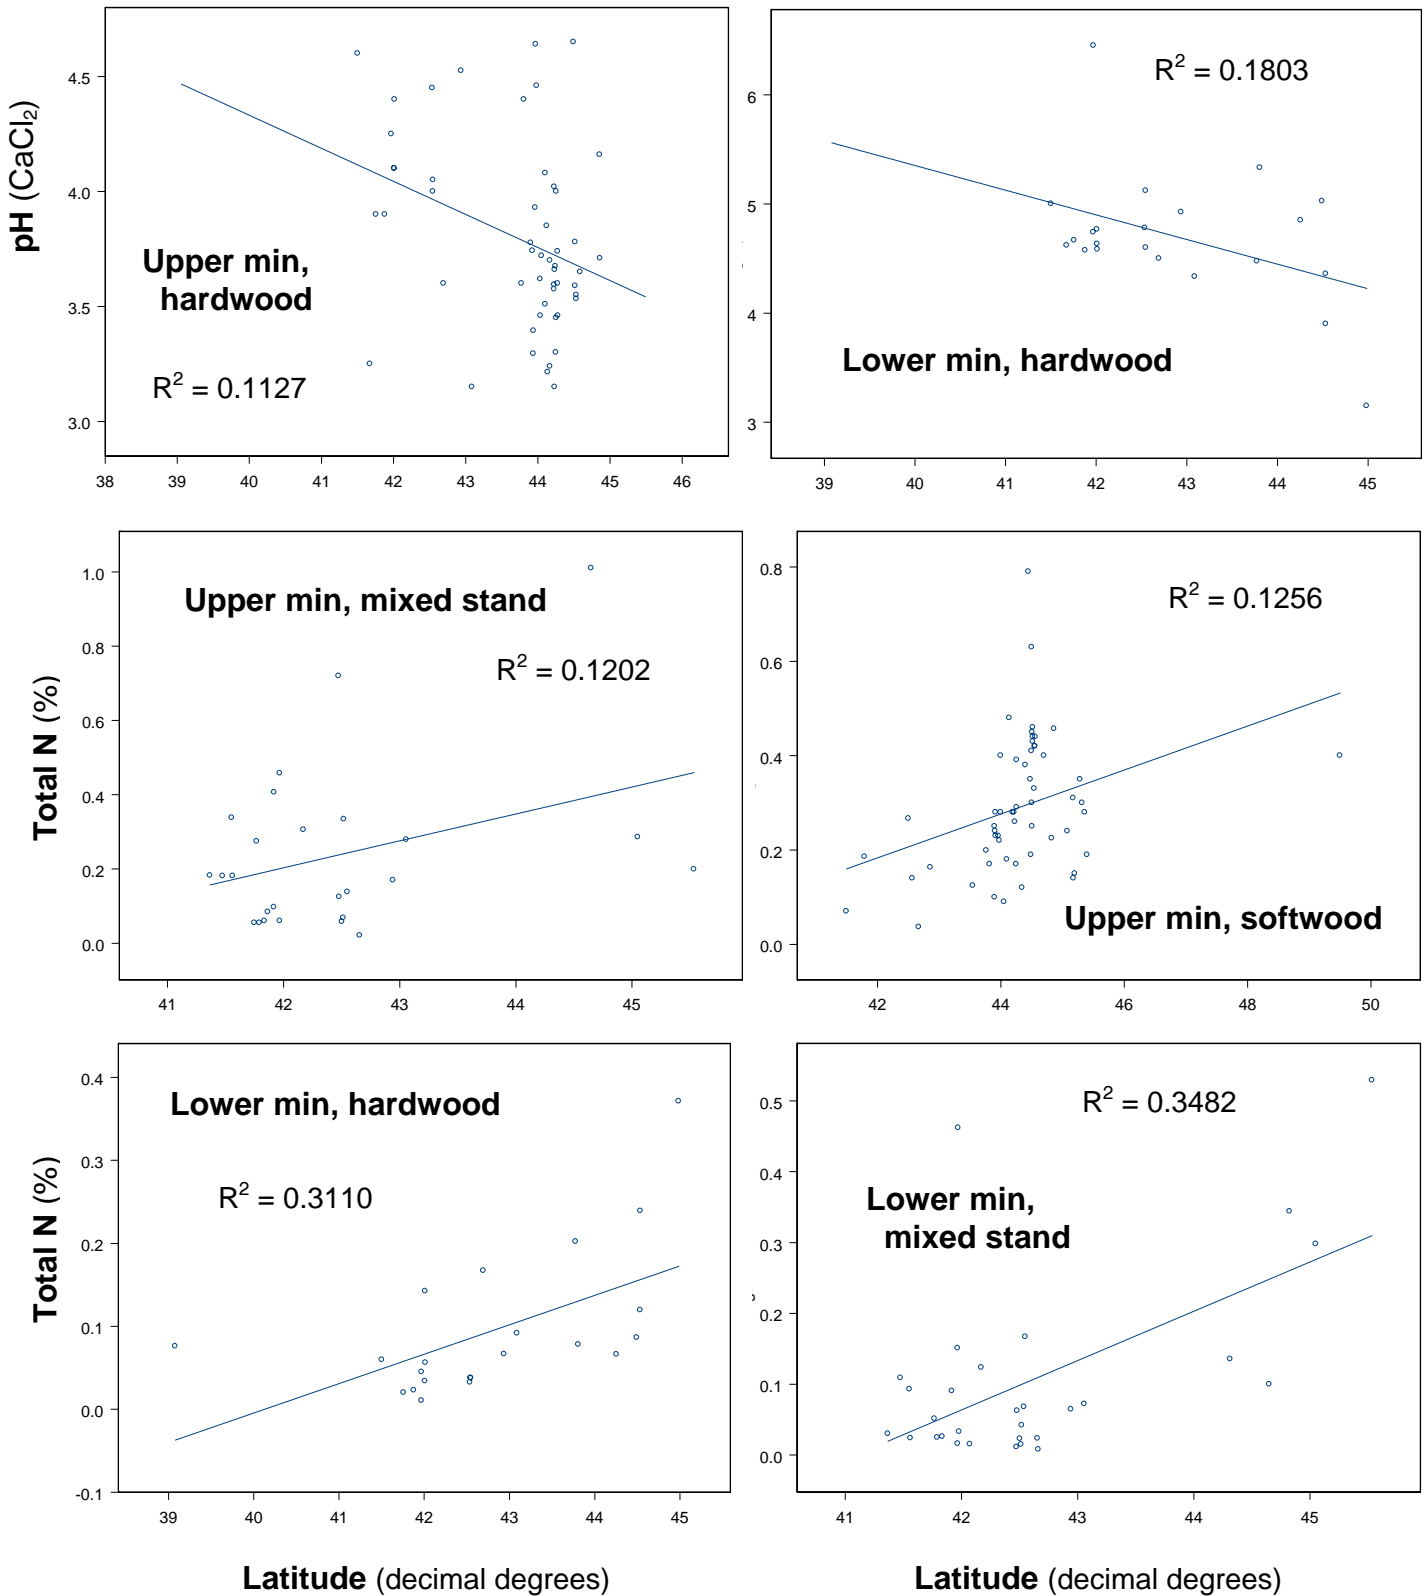 pH (CaCl2)
4.5
4.0
3.5
3.0
Upper min,
hardwood
R2 = 0.1127
38 39 40 41 42 43 44 45 46
R2 = 0.1803
6
5
4
3
Lower min, hardwood
39 40 41 42 43 44 45
Total N (%)
1.0
0.8
0.6
0.4
0.2
0.0
Upper min, mixed stand
R2 = 0.1202
41 42 43 44 45
0.8
0.6
0.4
0.2
0.0
R2 = 0.1256
Upper min, softwood
42 44 46 48 50
Total N (%)
0.4
0.3
0.2
0.1
0.0
-0.1
Lower min, hardwood
R2 = 0.3110
39 40 41 42 43 44 45
Latitude (decimal degrees)
0.5
0.4
0.3
0.2
0.1
0.0
R2 = 0.3482
Lower min,
mixed stand
41 42 43 44 45
Latitude (decimal degrees)